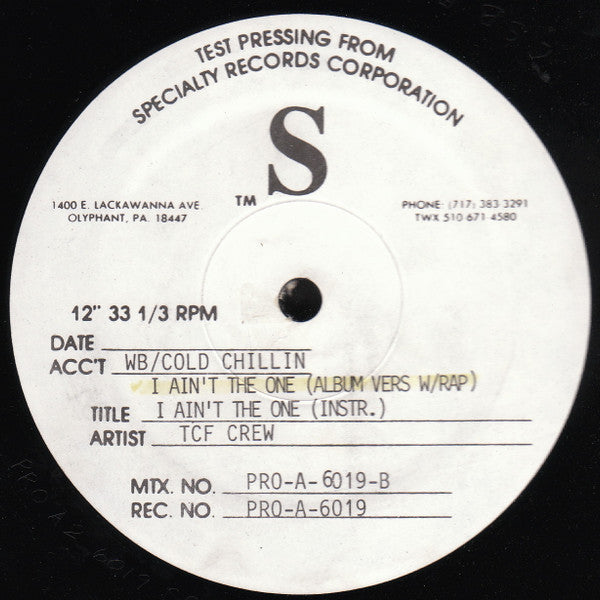 TEST PRESSING FROM
SPECIALTY RECORDS CORPORATION
S
TM
1400 E. LACKAWANNA AVE.
OLYPHANT, PA. 18447
PHONE: (717) 383-3291
TWX 510-671-4580
12" 33 1/3 RPM
DATE
ACC'T WB/COLD CHILLIN
I AIN'T THE ONE (ALBUM VERS W/RAP)
TITLE I AIN'T THE ONE (INSTR.)
ARTIST TCF CREW
MTX. NO. PRO-A-6019-B
REC. NO. PRO-A-6019